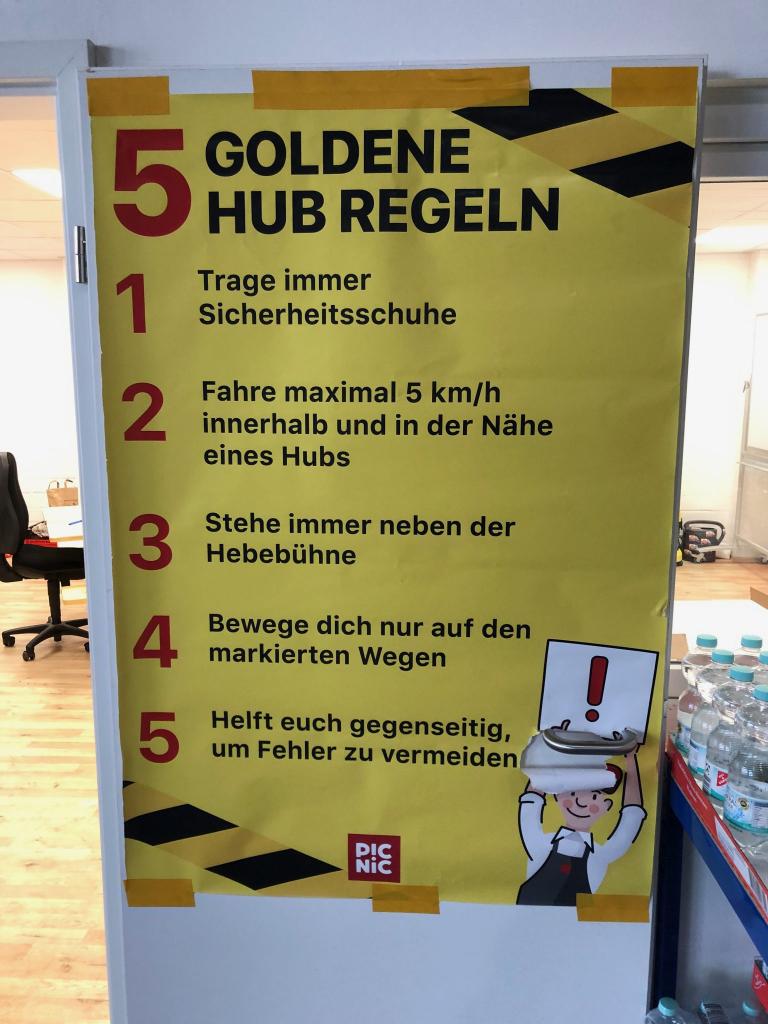 5 GOLDENE
HUB REGELN
1 Trage immer
Sicherheitsschuhe
2 Fahre maximal 5 km/h
innerhalb und in der Nähe
eines Hubs
3 Stehe immer neben der
Hebebühne
4 Bewege dich nur auf den
markierten Wegen
5 Helft euch gegenseitig,
um Fehler zu vermeiden
!
PIC
NIC